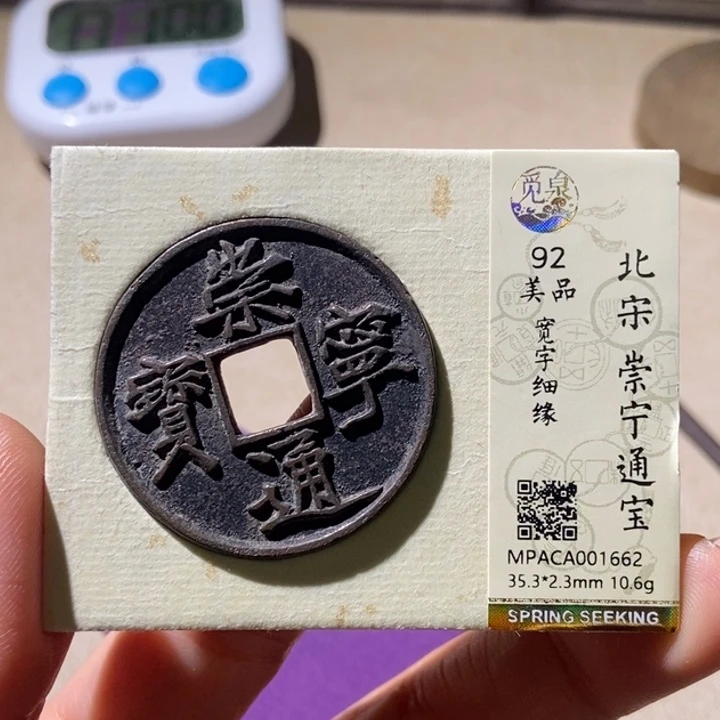 崇
寧
通
寶
觅泉
92
美品
宽字细缘
北宋 崇宁通宝
MPACA001662
35.3*2.3mm 10.6g
SPRING SEEKING